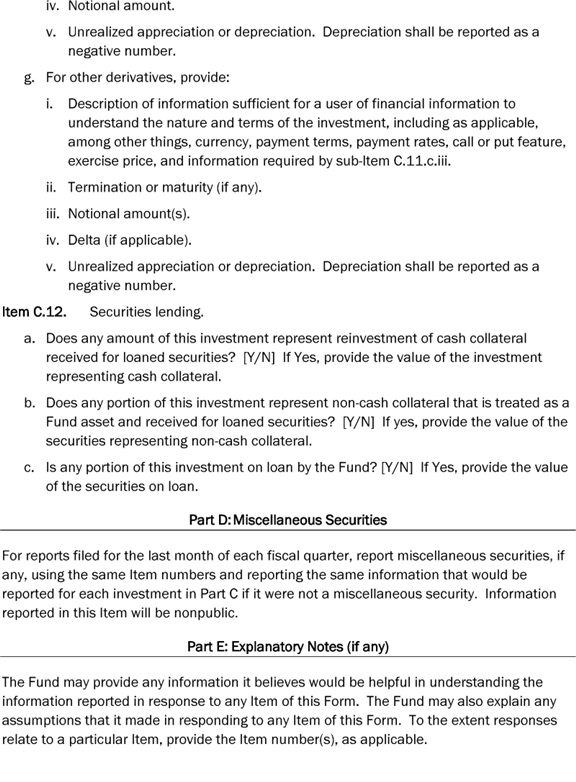 iv. Notional amount.
v. Unrealized appreciation or depreciation. Depreciation shall be reported as a
negative number.
g. For other derivatives, provide:
i. Description of information sufficient for a user of financial information to
understand the nature and terms of the investment, including as applicable,
among other things, currency, payment terms, payment rates, call or put feature,
exercise price, and information required by sub-Item C.11.c.iii.
ii. Termination or maturity (if any).
iii. Notional amount(s).
iv. Delta (if applicable).
v. Unrealized appreciation or depreciation. Depreciation shall be reported as a
negative number.
Item C.12. Securities lending.
a. Does any amount of this investment represent reinvestment of cash collateral
received for loaned securities? [Y/N] If Yes, provide the value of the investment
representing cash collateral.
b. Does any portion of this investment represent non-cash collateral that is treated as a
Fund asset and received for loaned securities? [Y/N] If yes, provide the value of the
securities representing non-cash collateral.
c. Is any portion of this investment on loan by the Fund? [Y/N] If Yes, provide the value
of the securities on loan.
Part D: Miscellaneous Securities
For reports filed for the last month of each fiscal quarter, report miscellaneous securities, if
any, using the same Item numbers and reporting the same information that would be
reported for each investment in Part C if it were not a miscellaneous security. Information
reported in this Item will be nonpublic.
Part E: Explanatory Notes (if any)
The Fund may provide any information it believes would be helpful in understanding the
information reported in response to any Item of this Form. The Fund may also explain any
assumptions that it made in responding to any Item of this Form. To the extent responses
relate to a particular Item, provide the Item number(s), as applicable.